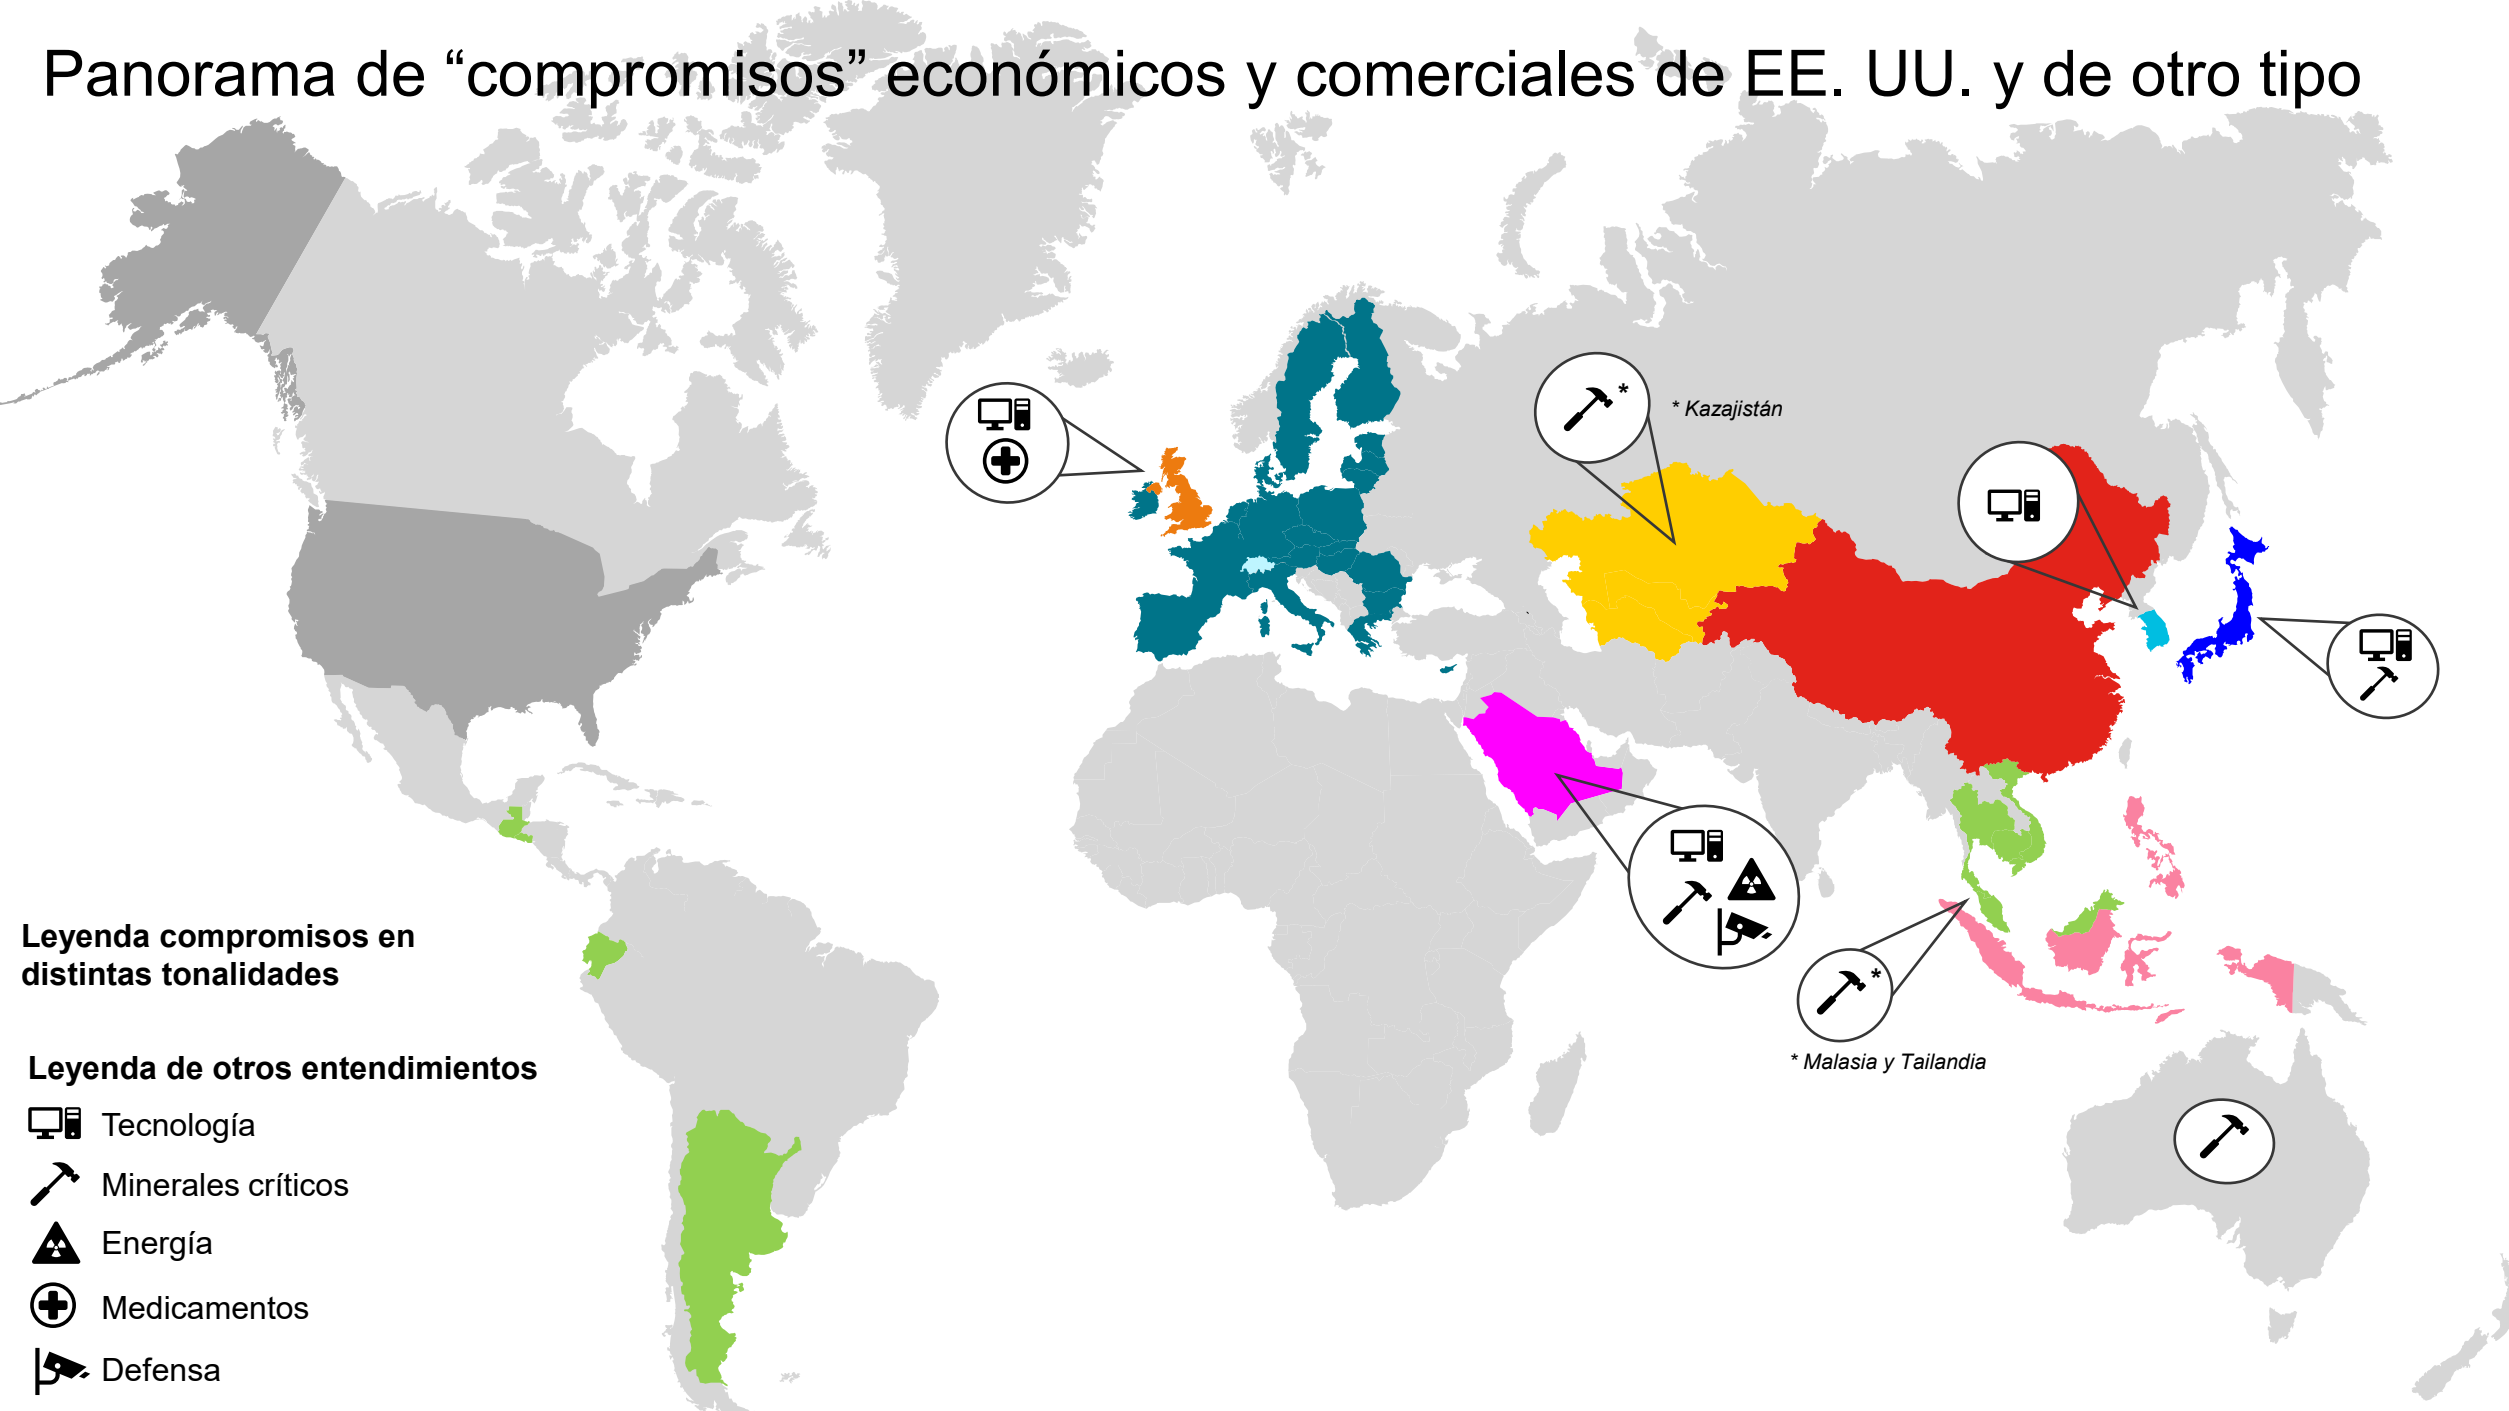 Panorama de “compromisos” económicos y comerciales de EE. UU. y de otro tipo
*
* Kazajistán
*
* Malasia y Tailandia
Leyenda compromisos en
distintas tonalidades
Leyenda de otros entendimientos
Tecnología
Minerales críticos
Energía
Medicamentos
Defensa